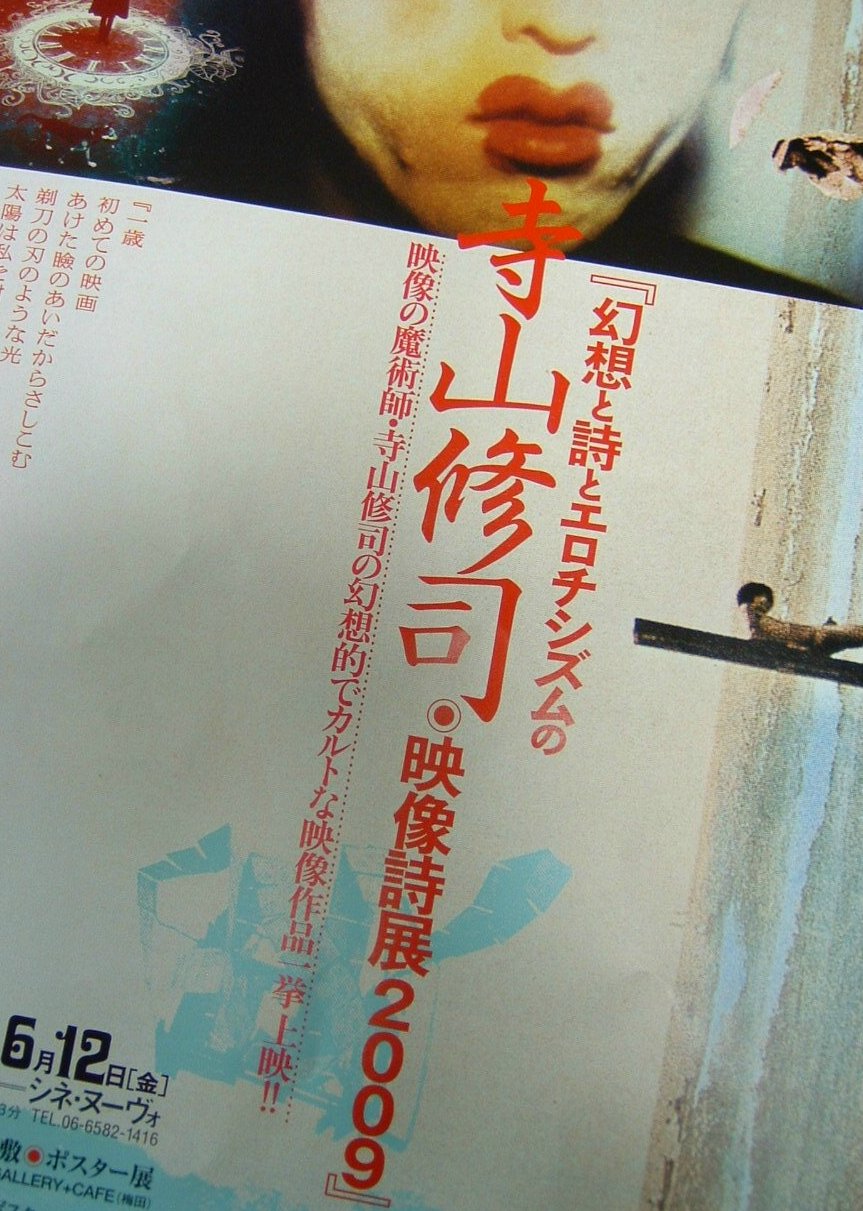 『幻想と詩とエロチシズムの
寺山修司◉映像詩展2009』
映像の魔術師・寺山修司の幻想的でカルトな映像作品一挙上映!!
『一歳
初めての映画
あけた瞼のあいだからさしこむ
剃刀の刃のような光
太陽は私を
6月12日[金]
シネ・ヌーヴォ
3分 TEL.06-6582-1416
敷◉ポスター展
GALLERY+CAFE(梅田)